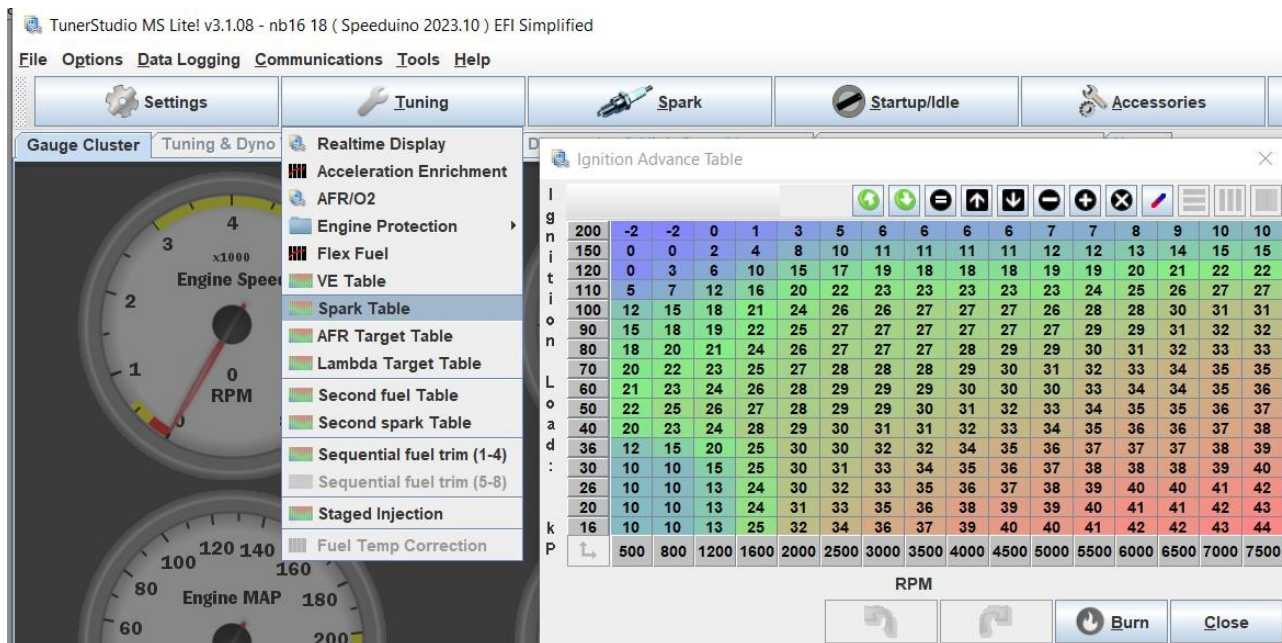 TunerStudio MS Lite! v3.1.08 - nb16 18 ( Speeduino 2023.10 ) EFI Simplified
File Options Data Logging Communications Tools Help
Settings Tuning Spark Startup/Idle Accessories
Gauge Cluster Tuning & Dyno
Realtime Display
Acceleration Enrichment
AFR/O2
Engine Protection
Flex Fuel
VE Table
Spark Table
AFR Target Table
Lambda Target Table
Second fuel Table
Second spark Table
Sequential fuel trim (1-4)
Sequential fuel trim (5-8)
Staged Injection
Fuel Temp Correction
4
3
x1000
Engine Speed
2
1
0
RPM
0
120 140
100 160
80 Engine MAP 180
60
200
Ignition Advance Table
Ignition Load: kP
200 -2 -2 0 1 3 5 6 6 6 6 7 7 8 9 10 10
150 0 0 2 4 8 10 11 11 11 11 12 12 13 14 15 15
120 0 3 6 10 15 17 19 18 18 18 19 19 20 21 22 22
110 5 7 12 16 20 22 23 23 23 23 23 24 25 26 27 27
100 12 15 18 21 24 26 26 27 27 27 26 28 28 30 31 31
90 15 18 19 22 25 27 27 27 27 27 27 29 29 31 32 32
80 18 20 21 24 26 27 27 27 28 29 29 30 31 32 33 33
70 20 22 23 25 27 28 28 28 29 30 31 32 33 34 35 35
60 21 23 24 26 28 29 29 29 30 30 30 33 34 34 35 36
50 22 25 26 27 28 29 29 30 31 32 33 34 35 35 36 37
40 20 23 24 28 29 30 31 31 32 33 34 35 36 36 37 38
36 12 15 20 25 30 30 32 32 34 35 36 37 37 37 38 39
30 10 10 15 25 30 31 33 34 35 36 37 38 38 38 39 40
26 10 10 13 24 30 32 33 35 36 37 38 39 40 40 41 42
20 10 10 13 24 31 33 35 36 38 39 39 40 41 41 42 43
16 10 10 13 25 32 34 36 37 39 40 40 41 42 42 43 44
500 800 1200 1600 2000 2500 3000 3500 4000 4500 5000 5500 6000 6500 7000 7500
RPM
Burn Close